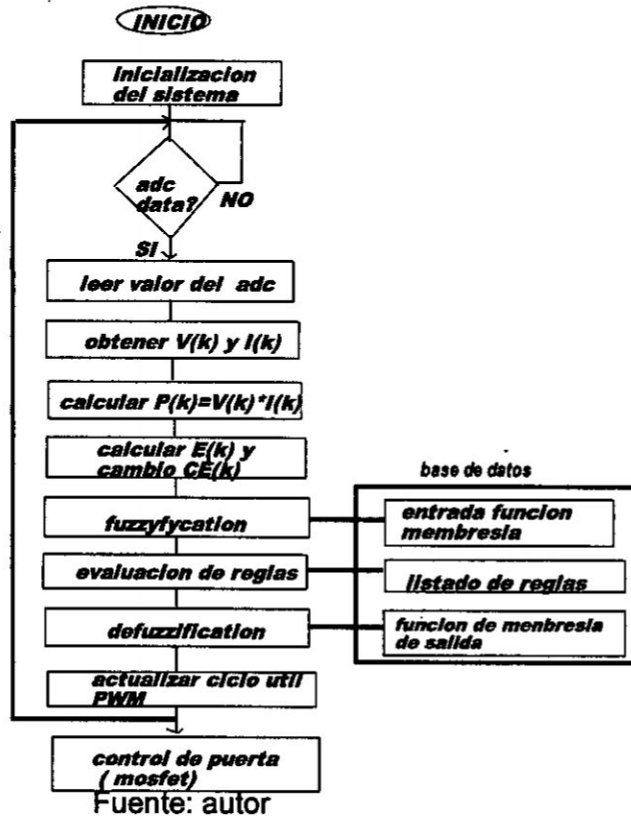 INICIO
inicializacion
del sistema
adc
data?
NO
SI
leer valor del adc
obtener V(k) y I(k)
calcular P(k)=V(k)*I(k)
calcular E(k) y
cambio CE(k)
base de datos
fuzzyfycation
entrada funcion
membresia
evaluacion de reglas
listado de reglas
defuzzification
funcion de menbresia
de salida
actualizar ciclo util
PWM
control de puerta
( mosfet)
Fuente: autor